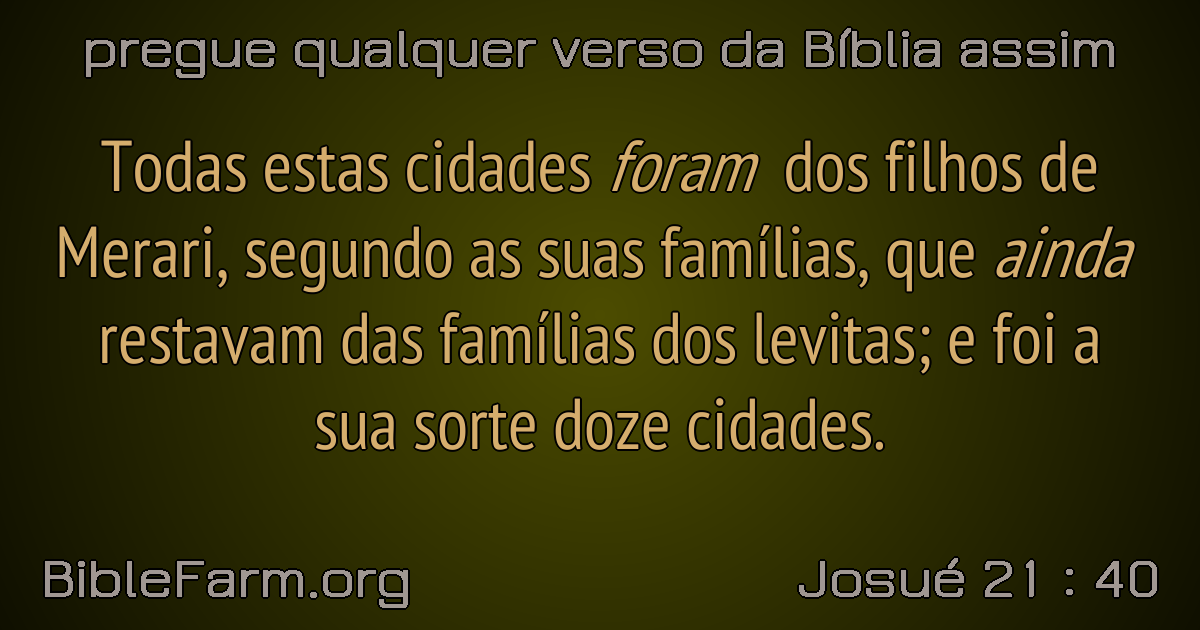 pregue qualquer verso da Bíblia assim
Todas estas cidades foram dos filhos de
Merari, segundo as suas famílias, que ainda
restavam das famílias dos levitas; e foi a
sua sorte doze cidades.
BibleFarm.org
Josué 21 : 40